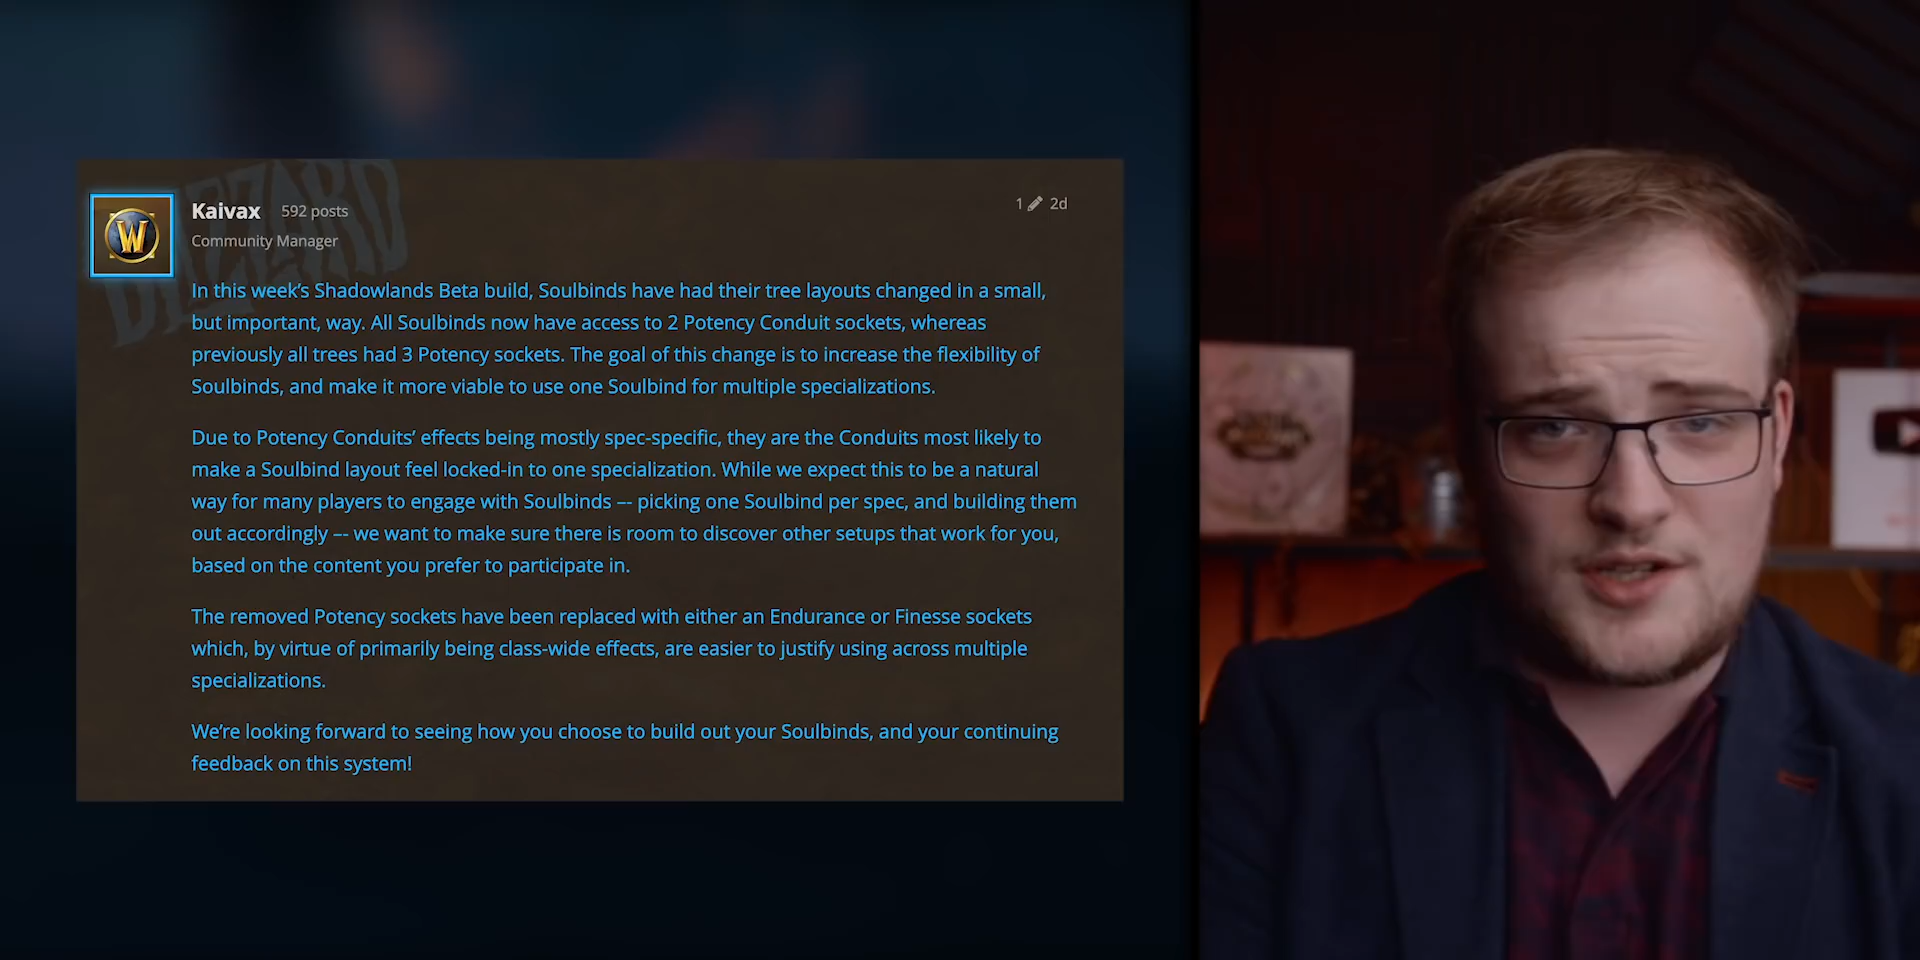 Kaivax 592 posts 1 2d
Community Manager
BLIZZARD
In this week's Shadowlands Beta build, Soulbinds have had their tree layouts changed in a small,
but important, way. All Soulbinds now have access to 2 Potency Conduit sockets, whereas
previously all trees had 3 Potency sockets. The goal of this change is to increase the flexibility of
Soulbinds, and make it more viable to use one Soulbind for multiple specializations.
Due to Potency Conduits' effects being mostly spec-specific, they are the Conduits most likely to
make a Soulbind layout feel locked-in to one specialization. While we expect this to be a natural
way for many players to engage with Soulbinds –- picking one Soulbind per spec, and building them
out accordingly –- we want to make sure there is room to discover other setups that work for you,
based on the content you prefer to participate in.
The removed Potency sockets have been replaced with either an Endurance or Finesse sockets
which, by virtue of primarily being class-wide effects, are easier to justify using across multiple
specializations.
We're looking forward to seeing how you choose to build out your Soulbinds, and your continuing
feedback on this system!